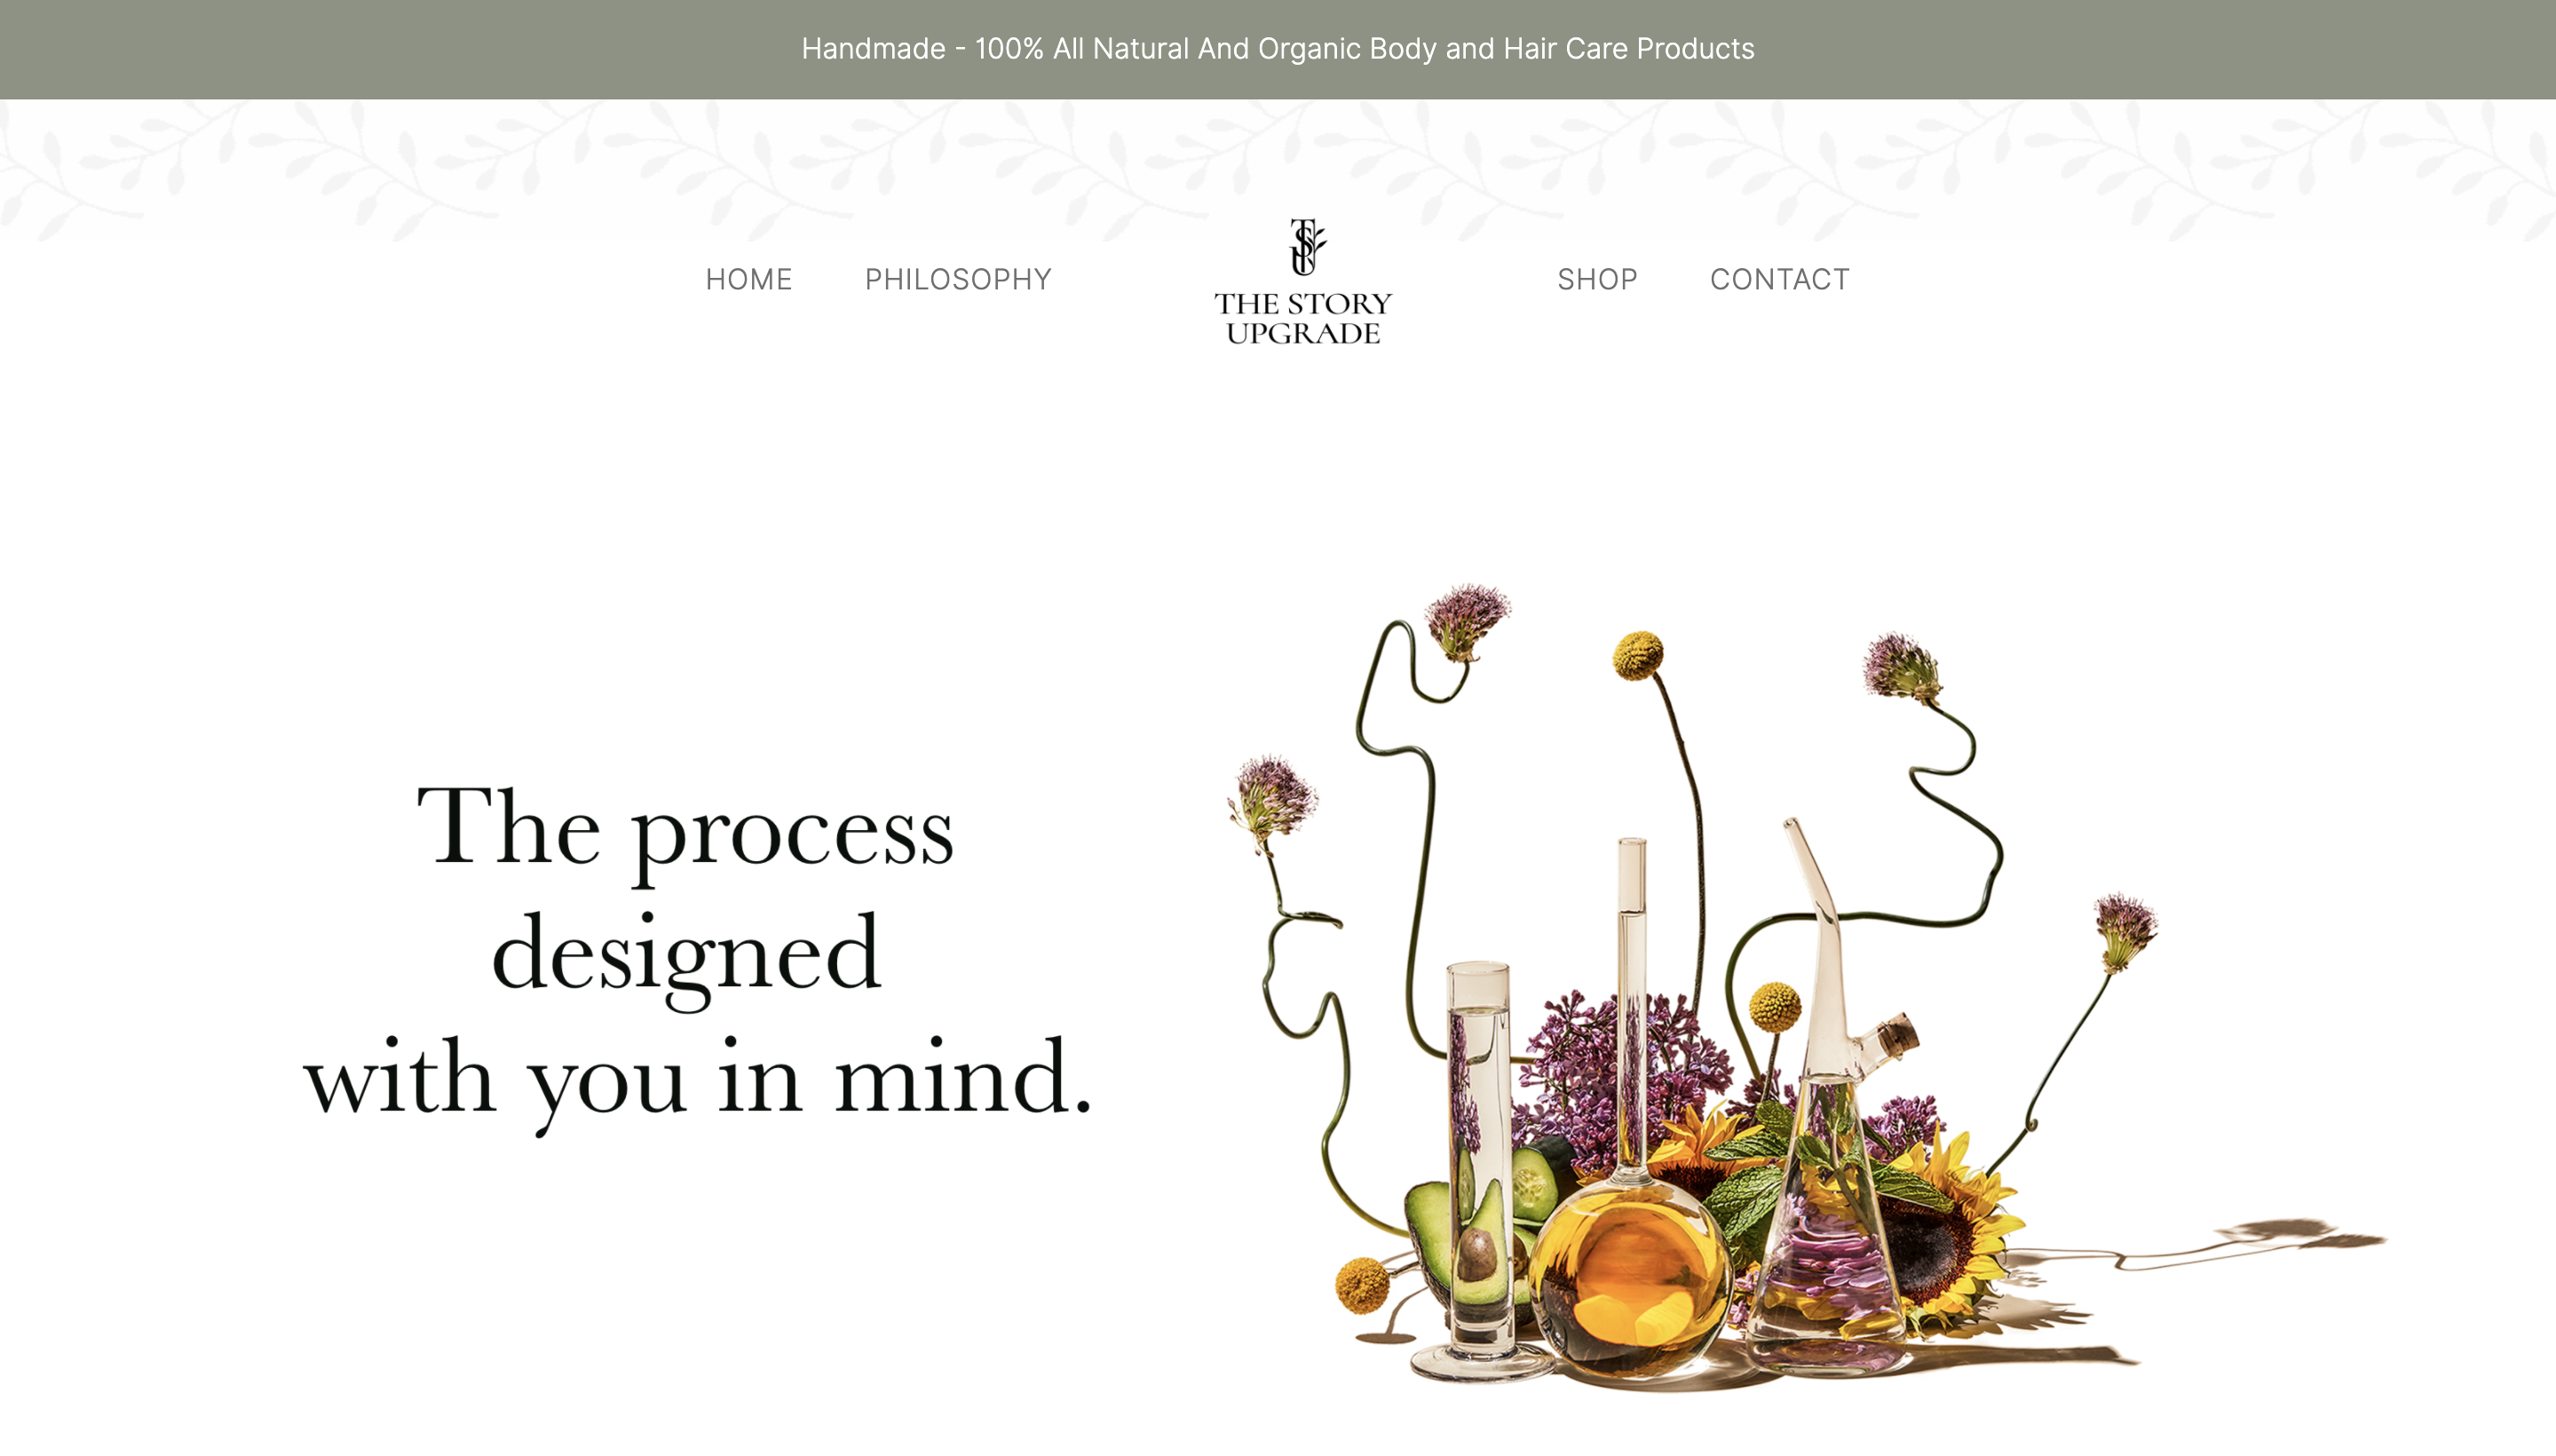 Handmade - 100% All Natural And Organic Body and Hair Care Products
HOME PHILOSOPHY
TSU
THE STORY
UPGRADE
SHOP CONTACT
The process
designed
with you in mind.